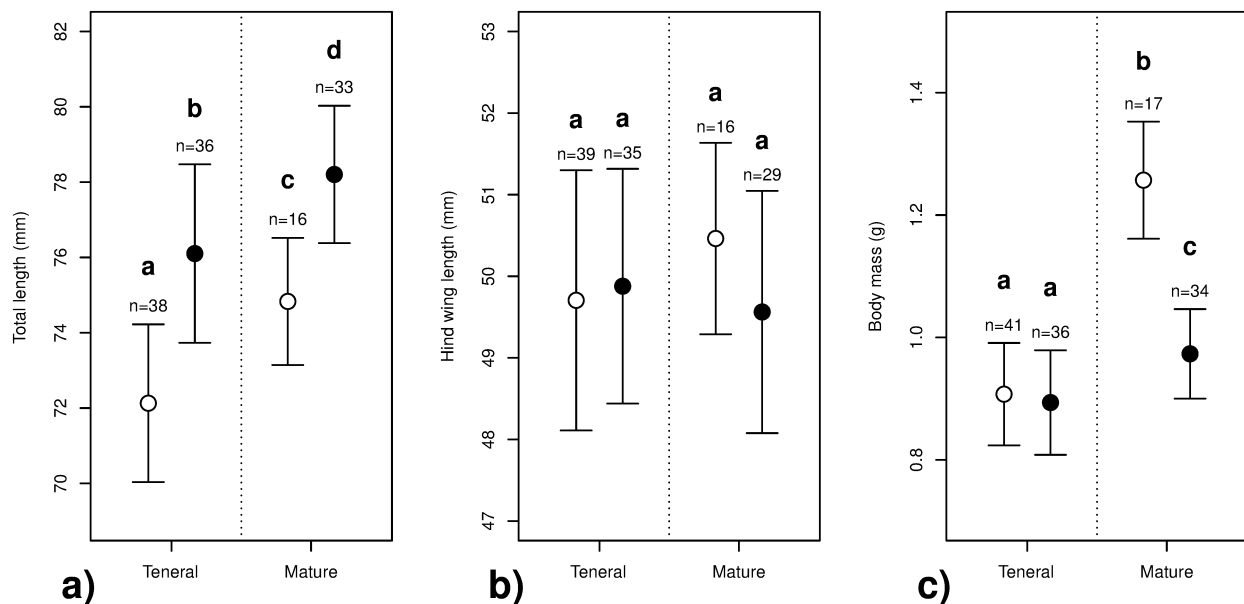 Total length (mm)
82
80
78
76
74
72
70
a
n=38
b
n=36
c
n=16
d
n=33
Teneral
Mature
a)
Hind wing length (mm)
53
52
51
50
49
48
47
a
n=39
a
n=35
a
n=16
a
n=29
Teneral
Mature
b)
Body mass (g)
1.4
1.2
1.0
0.8
a
n=41
a
n=36
b
n=17
c
n=34
Teneral
Mature
c)